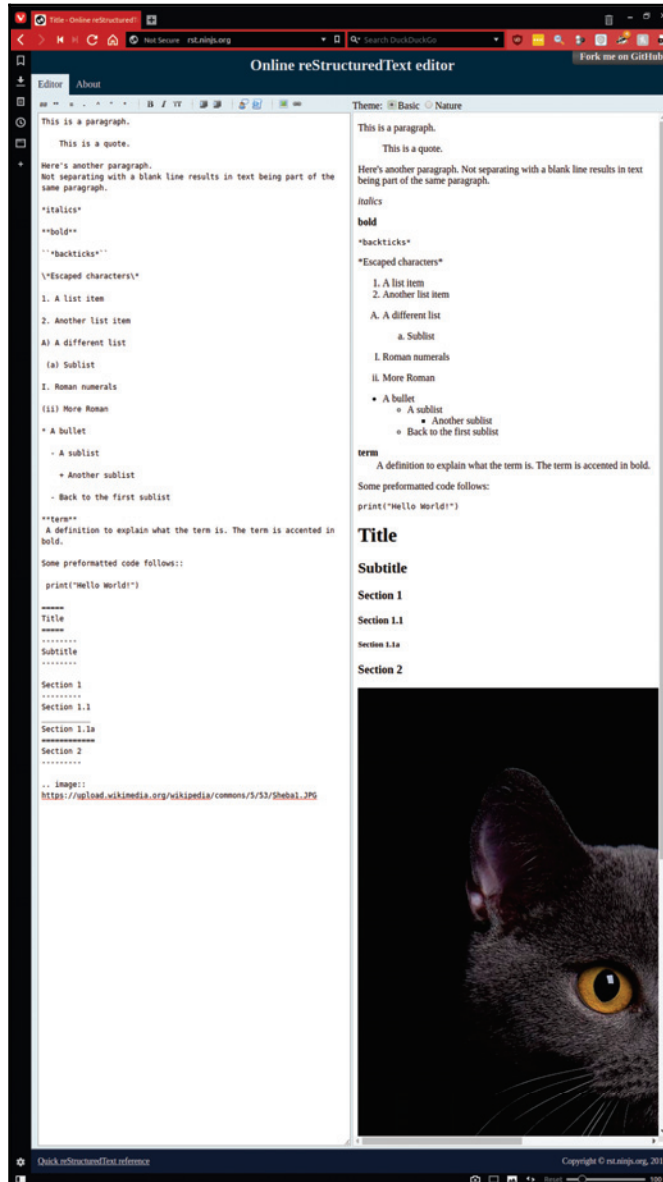 Title - Online reStructuredT
Not Secure rst.ninjs.org
Search DuckDuckGo
Online reStructuredText editor
Fork me on GitHub
Editor About
B I TT
Theme: Basic Nature
This is a paragraph.
This is a quote.
Here's another paragraph.
Not separating with a blank line results in text being part of the
same paragraph.
*italics*
**bold**
``*backticks*``
\*Escaped characters\*
1. A list item
2. Another list item
A) A different list
(a) Sublist
I. Roman numerals
(ii) More Roman
* A bullet
- A sublist
+ Another sublist
- Back to the first sublist
**term**
A definition to explain what the term is. The term is accented in
bold.
Some preformatted code follows::
print("Hello World!")
=====
Title
=====
--------
Subtitle
--------
Section 1
---------
Section 1.1
___________
Section 1.1a
============
Section 2
---------
.. image::
https://upload.wikimedia.org/wikipedia/commons/5/53/Sheba1.JPG
This is a paragraph.
This is a quote.
Here's another paragraph. Not separating with a blank line results in text
being part of the same paragraph.
italics
bold
*backticks*
*Escaped characters*
1. A list item
2. Another list item
A. A different list
a. Sublist
I. Roman numerals
ii. More Roman
• A bullet
○ A sublist
▪ Another sublist
○ Back to the first sublist
term
A definition to explain what the term is. The term is accented in bold.
Some preformatted code follows:
print("Hello World!")
Title
Subtitle
Section 1
Section 1.1
Section 1.1a
Section 2
Quick reStructuredText reference
Copyright © rst.ninjs.org, 201
Reset